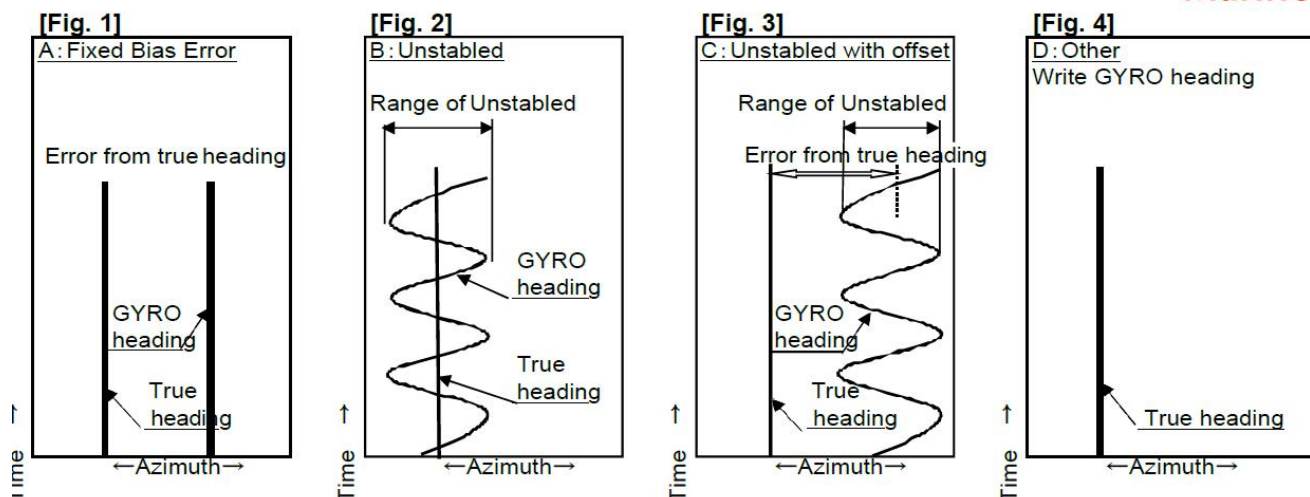 [Fig. 1]
A:Fixed Bias Error
Error from true heading
GYRO
heading
True
heading
Time →
←Azimuth→
[Fig. 2]
B:Unstabled
Range of Unstabled
GYRO
heading
True
heading
Time →
←Azimuth→
[Fig. 3]
C:Unstabled with offset
Range of Unstabled
Error from true heading
GYRO
heading
True
heading
Time →
←Azimuth→
[Fig. 4]
D:Other
Write GYRO heading
True heading
Time →
←Azimuth→